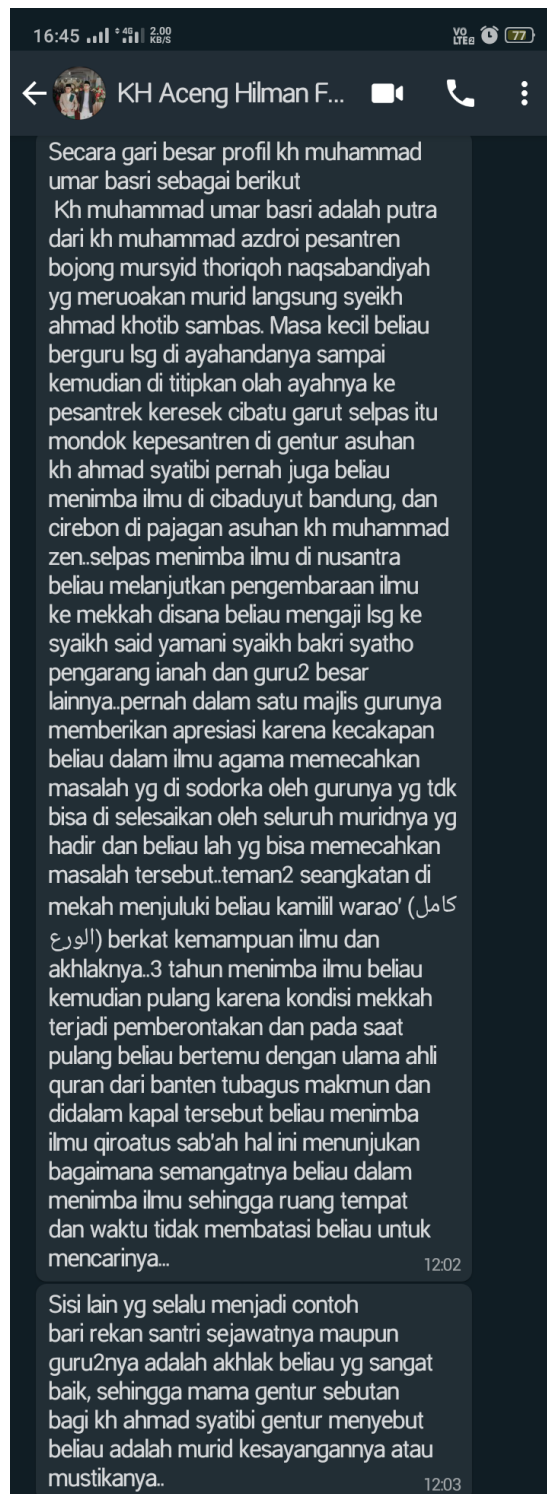 16:45 4G 2.00 KB/S VO LTE2 77
KH Aceng Hilman F...
Secara gari besar profil kh muhammad
umar basri sebagai berikut
Kh muhammad umar basri adalah putra
dari kh muhammad azdroi pesantren
bojong mursyid thoriqoh naqsabandiyah
yg meruoakan murid langsung syeikh
ahmad khotib sambas. Masa kecil beliau
berguru lsg di ayahandanya sampai
kemudian di titipkan olah ayahnya ke
pesantrek keresek cibatu garut selpas itu
mondok kepesantren di gentur asuhan
kh ahmad syatibi pernah juga beliau
menimba ilmu di cibaduyut bandung, dan
cirebon di pajagan asuhan kh muhammad
zen..selpas menimba ilmu di nusantra
beliau melanjutkan pengembaraan ilmu
ke mekkah disana beliau mengaji lsg ke
syaikh said yamani syaikh bakri syatho
pengarang ianah dan guru2 besar
lainnya..pernah dalam satu majlis gurunya
memberikan apresiasi karena kecakapan
beliau dalam ilmu agama memecahkan
masalah yg di sodorka oleh gurunya yg tdk
bisa di selesaikan oleh seluruh muridnya yg
hadir dan beliau lah yg bisa memecahkan
masalah tersebut..teman2 seangkatan di
mekah menjuluki beliau kamilil warao' (كامل
الورع) berkat kemampuan ilmu dan
akhlaknya..3 tahun menimba ilmu beliau
kemudian pulang karena kondisi mekkah
terjadi pemberontakan dan pada saat
pulang beliau bertemu dengan ulama ahli
quran dari banten tubagus makmun dan
didalam kapal tersebut beliau menimba
ilmu qiroatus sab'ah hal ini menunjukan
bagaimana semangatnya beliau dalam
menimba ilmu sehingga ruang tempat
dan waktu tidak membatasi beliau untuk
mencarinya...
12:02
Sisi lain yg selalu menjadi contoh
bari rekan santri sejawatnya maupun
guru2nya adalah akhlak beliau yg sangat
baik, sehingga mama gentur sebutan
bagi kh ahmad syatibi gentur menyebut
beliau adalah murid kesayangannya atau
mustikanya..
12:03